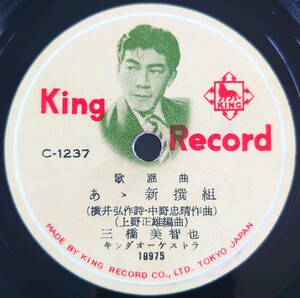 King Record
KING
C-1237
歌謡曲
あゝ新撰組
(横井弘作詩・中野忠晴作曲)
(上野正雄編曲)
三橋美智也
キングオーケストラ
10975
MADE BY KING RECORD CO., LTD. TOKYO JAPAN